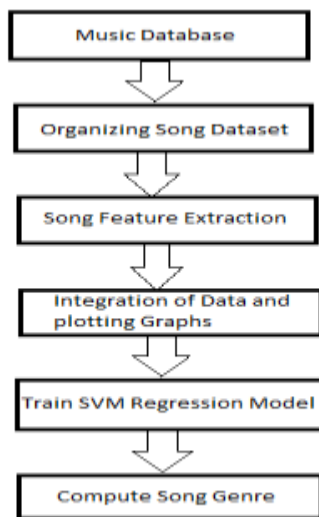 Music Database
Organizing Song Dataset
Song Feature Extraction
Integration of Data and
plotting Graphs
Train SVM Regression Model
Compute Song Genre